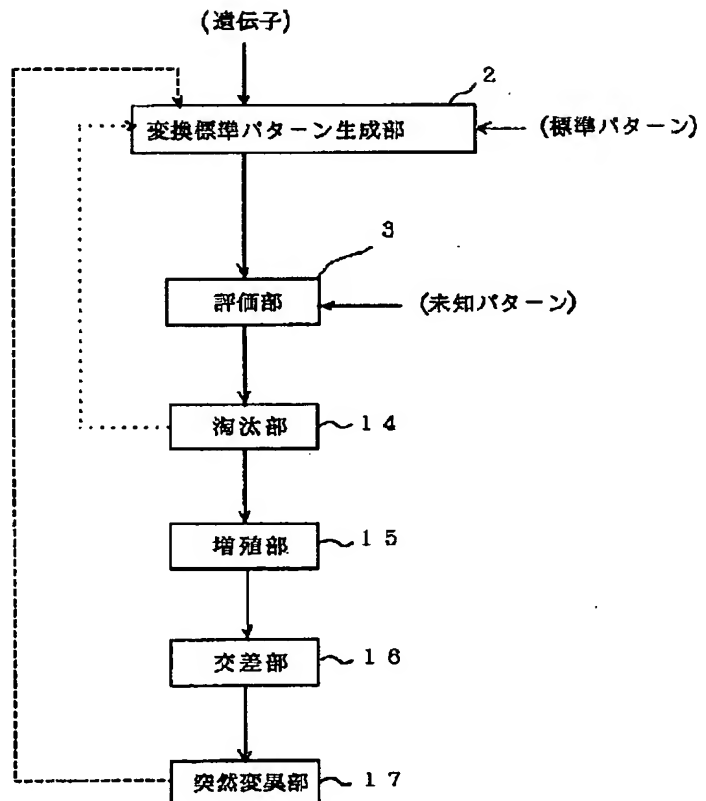 (遺伝子)
2
変換標準パターン生成部
(標準パターン)
3
評価部
(未知パターン)
淘汰部
14
増殖部
15
交差部
16
突然変異部
17